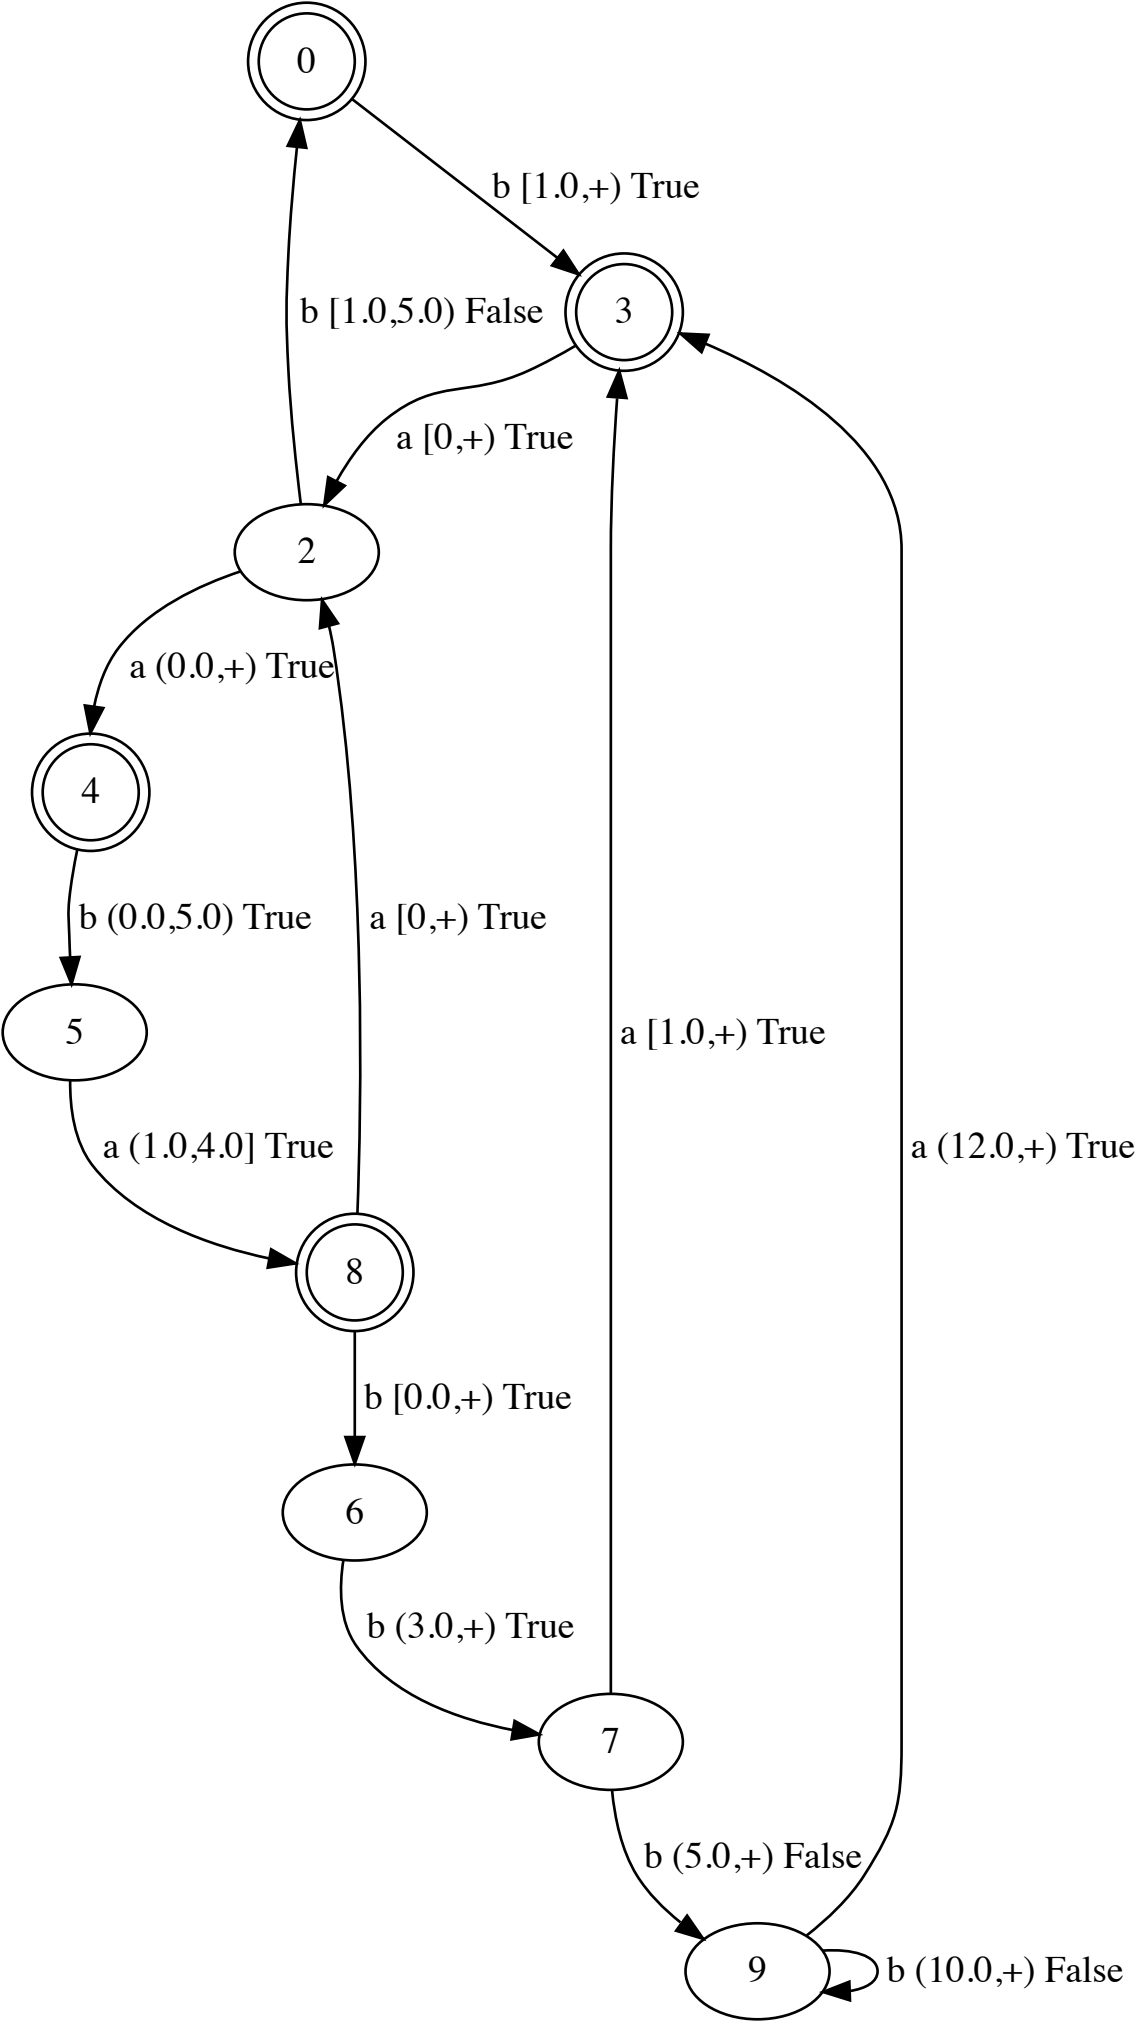 0
b [1.0,+) True
b [1.0,5.0) False
3
a [0,+) True
2
a (0.0,+) True
4
b (0.0,5.0) True
a [0,+) True
5
a [1.0,+) True
a (1.0,4.0] True
a (12.0,+) True
8
b [0.0,+) True
6
b (3.0,+) True
7
b (5.0,+) False
9
b (10.0,+) False